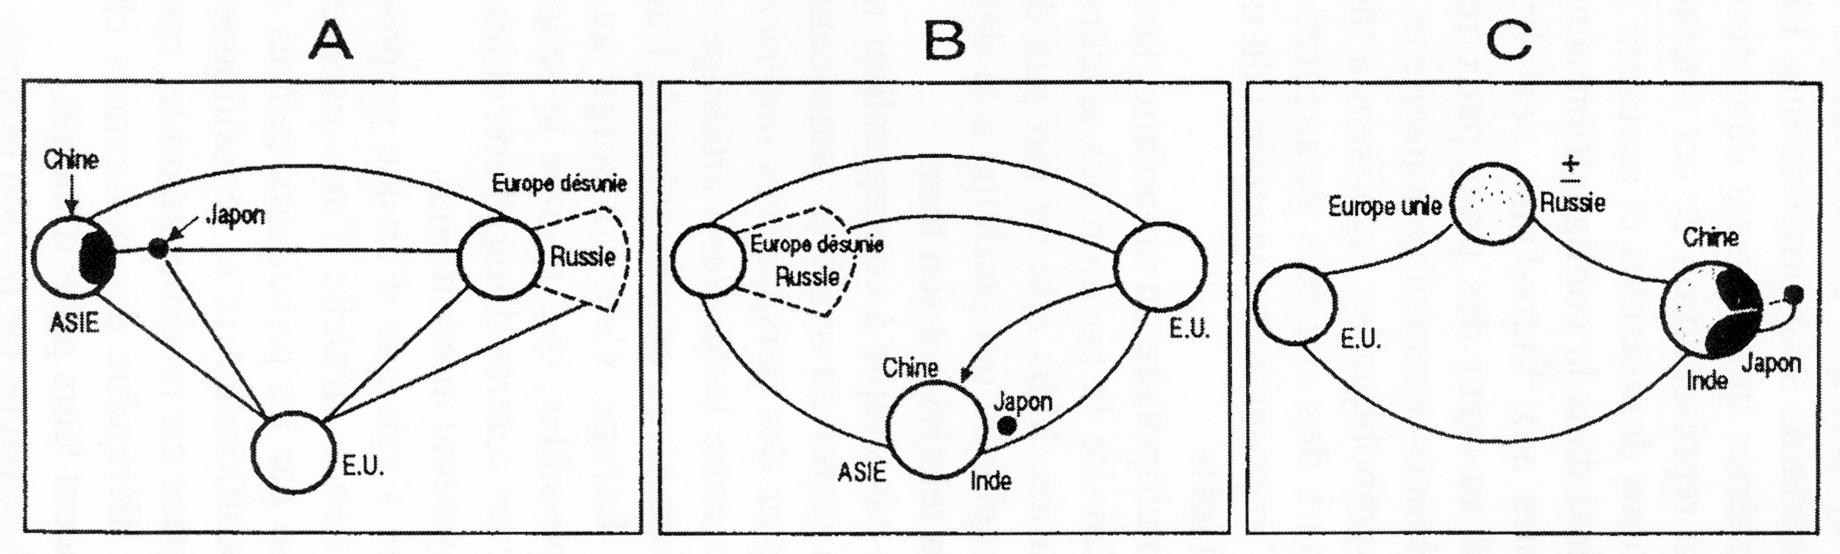 A
Chine
Japon
Europe désunie
Russie
ASIE
E.U.
B
Europe désunie
Russie
E.U.
Chine
Japon
ASIE
Inde
C
±
Europe unie
Russie
Chine
E.U.
Japon
Inde